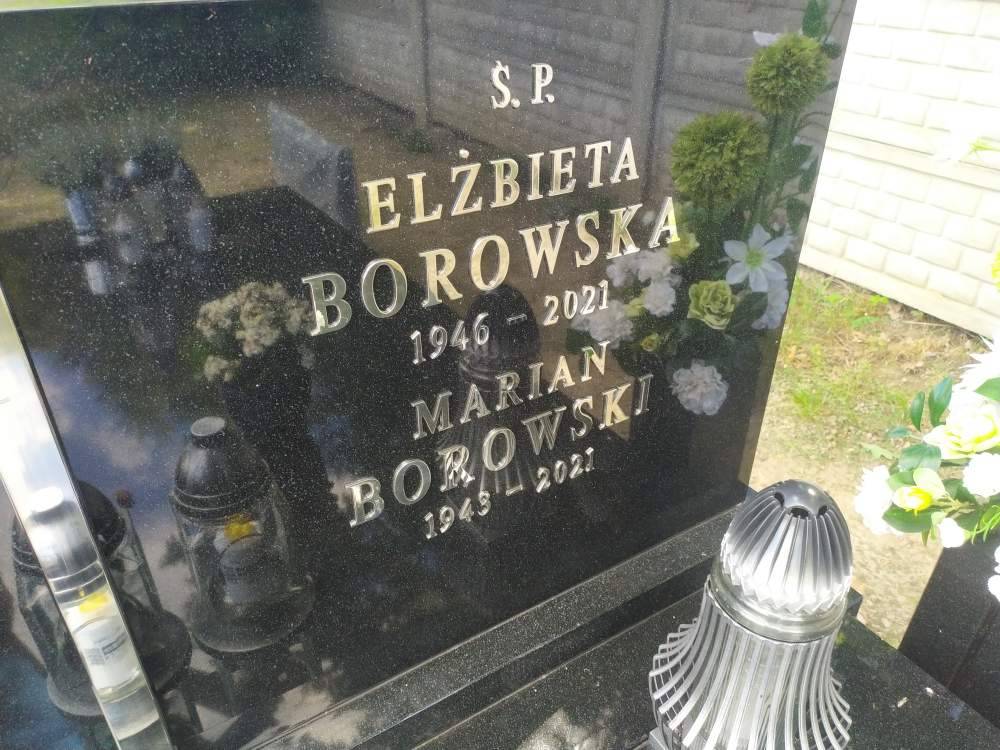 Ś. P.
ELŻBIETA
BOROWSKA
1946 – 2021
MARIAN
BOROWSKI
1943 – 2021